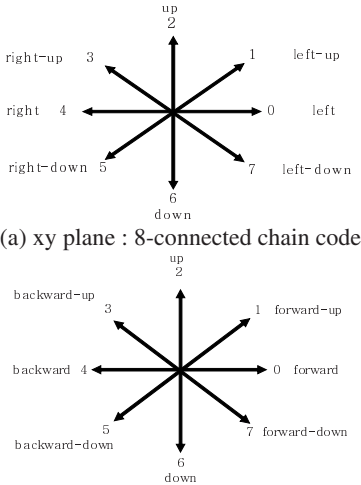 up
2
right-up 3 1 left-up
right 4 0 left
right-down 5 7 left-down
6
down
(a) xy plane : 8-connected chain code
up
2
backward-up 3 1 forward-up
backward 4 0 forward
5 7 forward-down
backward-down 6
down